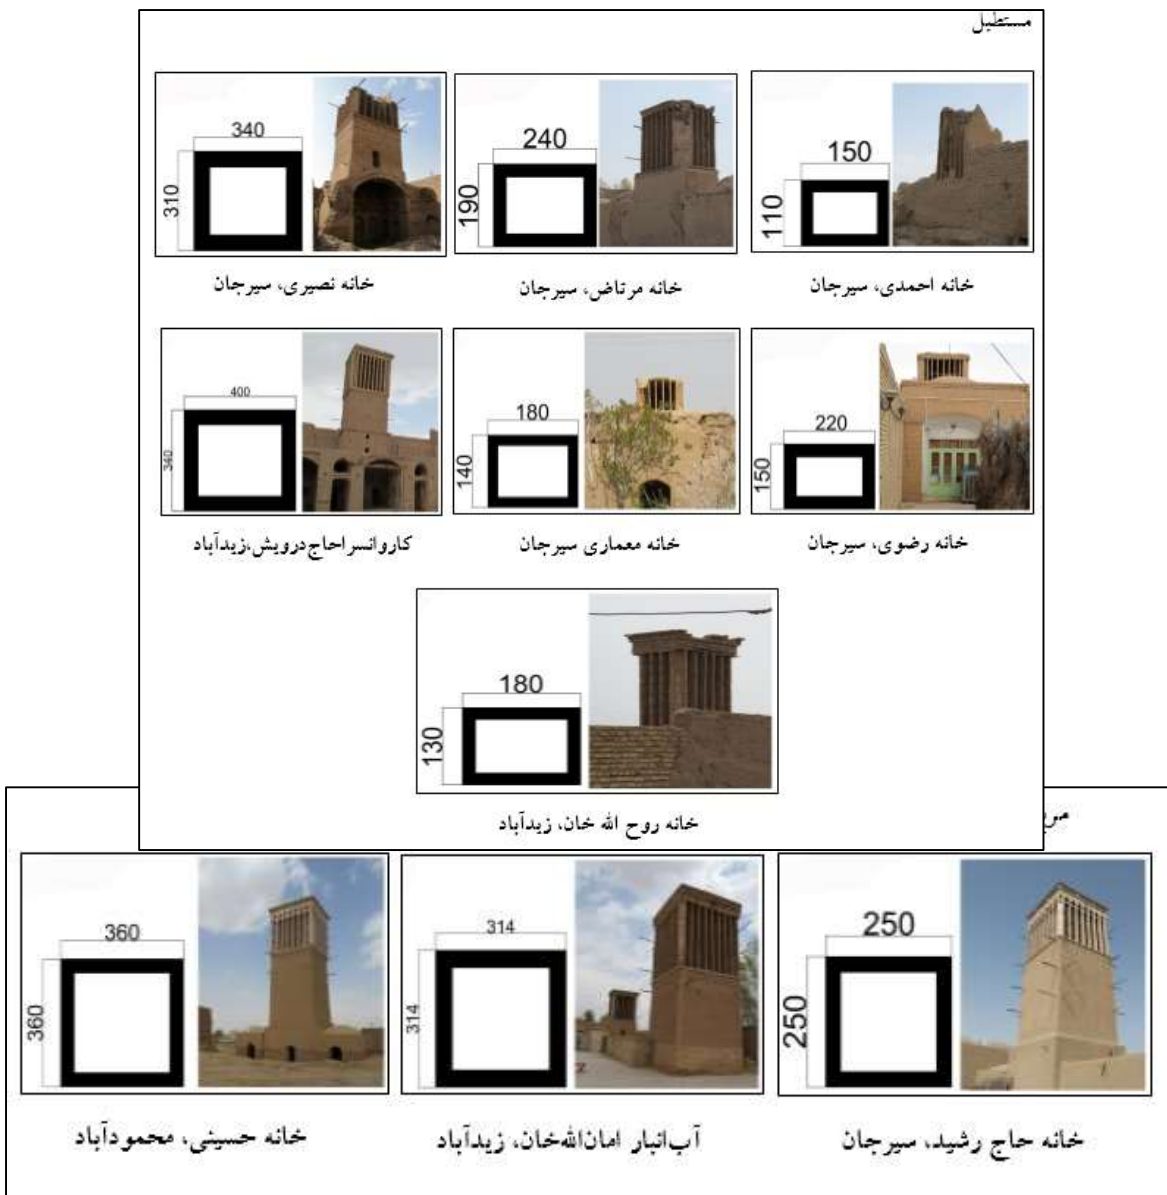 مستطیل
340
240
150
310
190
110
خانه نصیری، سیرجان
خانه مرتاض، سیرجان
خانه احمدی، سیرجان
400
180
220
340
140
150
کاروانسراحاج‌درویش،زیدآباد
خانه معماری سیرجان
خانه رضوی، سیرجان
180
130
خانه روح الله خان، زیدآباد
360
314
250
360
314
250
خانه حسینی، محمودآباد
آب‌انبار امان‌الله‌خان، زیدآباد
خانه حاج رشید، سیرجان